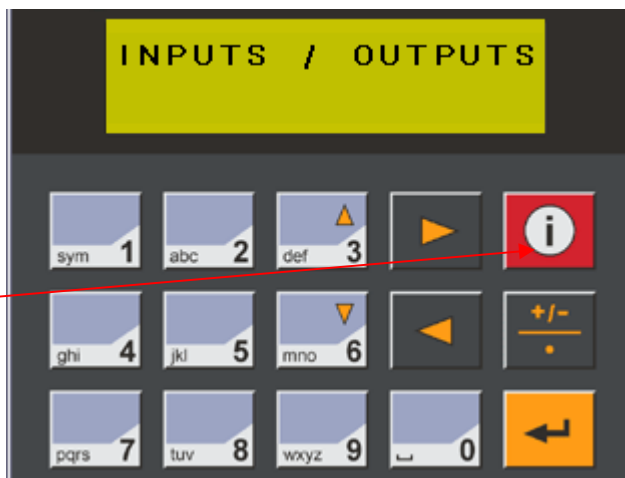 INPUTS / OUTPUTS
sym 1 abc 2 def 3 i
ghi 4 jkl 5 mno 6 +/- .
pqrs 7 tuv 8 wxyz 9 0